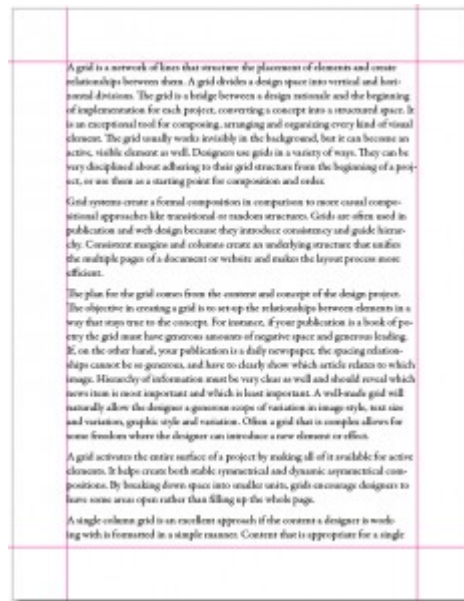 A grid is a network of lines that structure the placement of elements and create
relationships between them. A grid divides a design space into vertical and hori-
zontal divisions. The grid is a bridge between a design rationale and the beginning
of implementation for each project, converting a concept into a structured space. It
is an exceptional tool for composing, arranging and organizing every kind of visual
element. The grid usually works invisibly in the background, but it can become an
active, visible element as well. Designers use grids in a variety of ways. They can be
very disciplined about adhering to their grid structure from the beginning of a proj-
ect, or use them as a starting point for composition and order.
Grid systems create a formal composition in comparison to more casual compo-
sitional approaches like transitional or random structures. Grids are often used in
publication and web design because they introduce consistency and guide hierar-
chy. Consistent margins and columns create an underlying structure that unifies
the multiple pages of a document or website and makes the layout process more
efficient.
The plan for the grid comes from the content and concept of the design project.
The objective in creating a grid is to set-up the relationships between elements in a
way that stays true to the concept. For instance, if your publication is a book of po-
etry the grid must have generous amounts of negative space and generous leading.
If, on the other hand, your publication is a daily newspaper, the spacing relation-
ships cannot be so generous, and have to clearly show which article relates to which
image. Hierarchy of information must be very clear as well and should reveal which
news item is most important and which is least important. A well-made grid will
naturally allow the designer a generous scope of variation in image style, text size
and variation, graphic style and variation. Often a grid that is complex allows for
some freedom where the designer can introduce a new element or effect.
A grid activates the entire surface of a project by making all of it available for active
elements. It helps create both stable symmetrical and dynamic asymmetrical com-
positions. By breaking down space into smaller units, grids encourage designers to
leave some areas open rather than filling up the whole page.
A single column grid is an excellent approach if the content a designer is work-
ing with is formatted in a simple manner. Content that is appropriate for a single